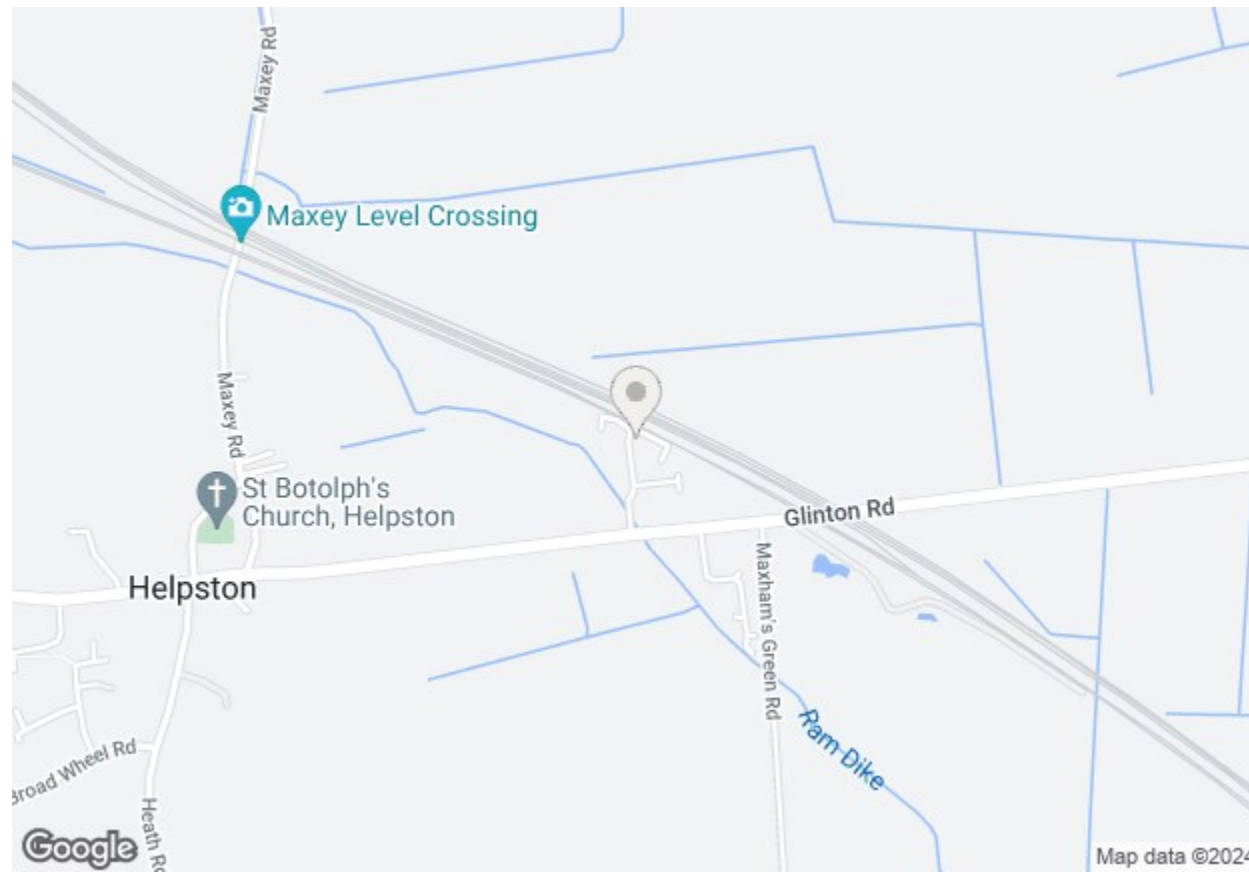 Maxey Rd
Maxey Level Crossing
Maxey Rd
St Botolph's
Church, Helpston
Glinton Rd
Helpston
Maxham's Green Rd
Ram Dike
Broad Wheel Rd
Heath Rd
Google
Map data ©2024